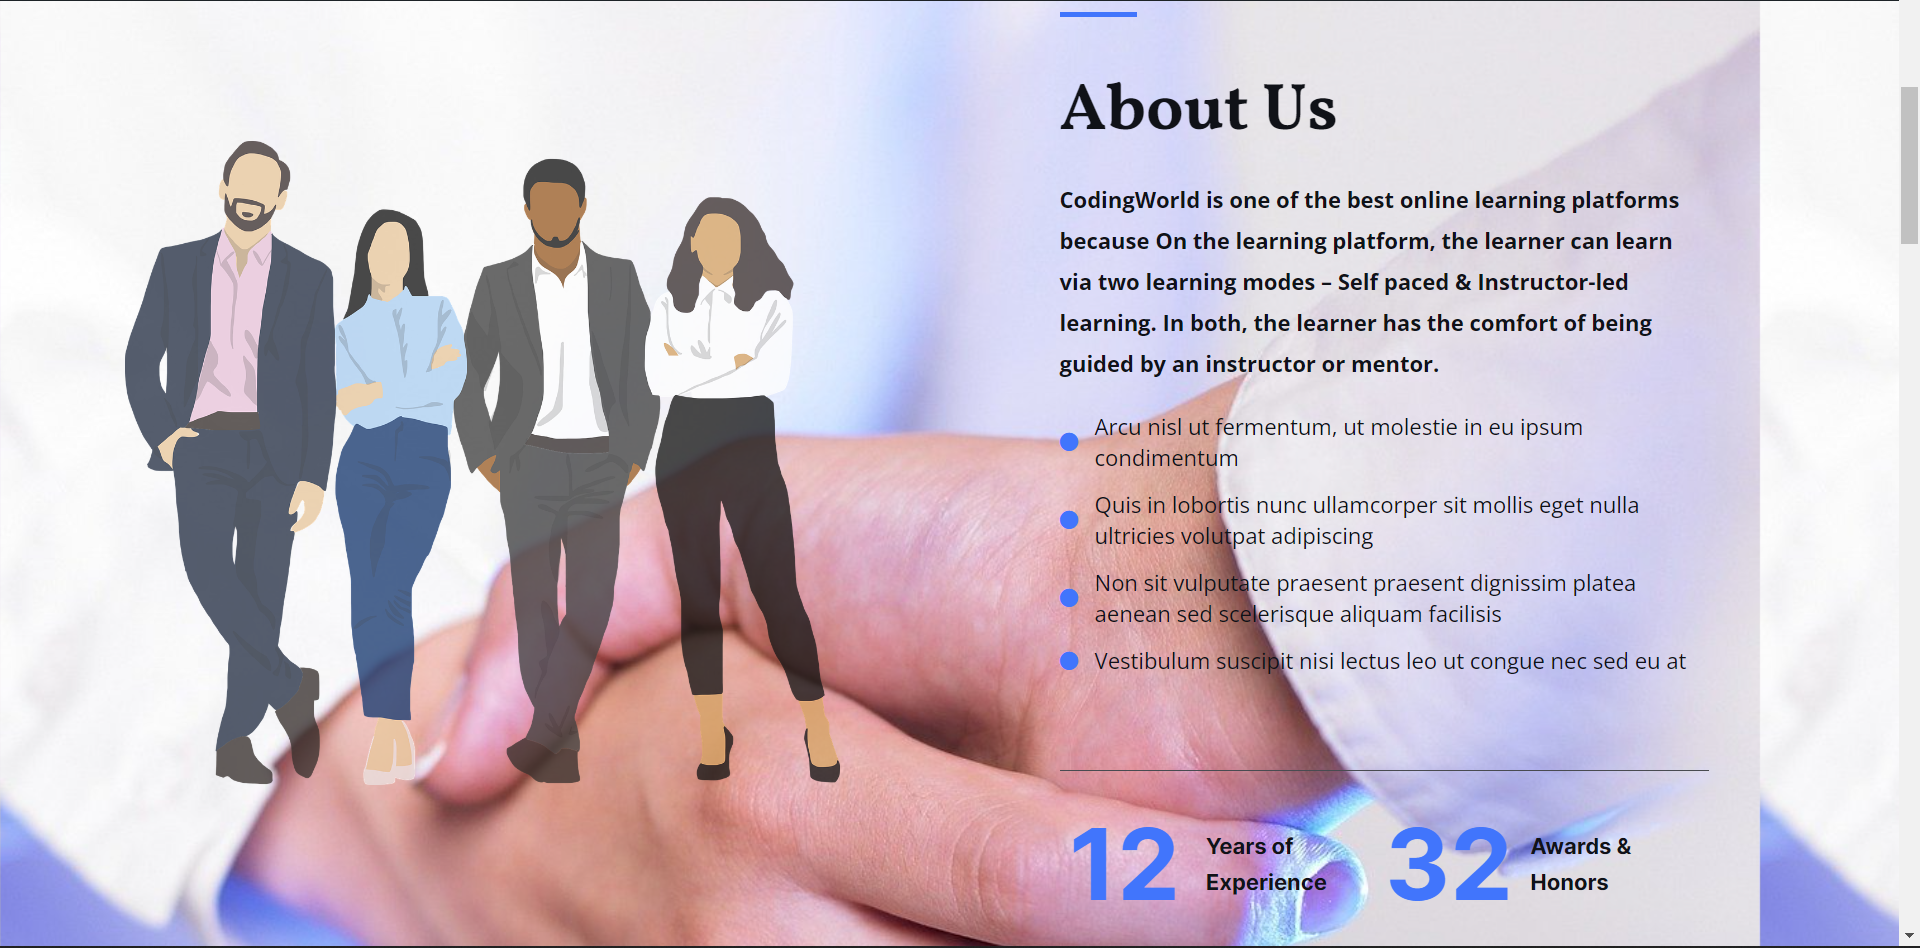 About Us
CodingWorld is one of the best online learning platforms
because On the learning platform, the learner can learn
via two learning modes – Self paced & Instructor-led
learning. In both, the learner has the comfort of being
guided by an instructor or mentor.
Arcu nisl ut fermentum, ut molestie in eu ipsum
condimentum
Quis in lobortis nunc ullamcorper sit mollis eget nulla
ultricies volutpat adipiscing
Non sit vulputate praesent praesent dignissim platea
aenean sed scelerisque aliquam facilisis
Vestibulum suscipit nisi lectus leo ut congue nec sed eu at
12
Years of
Experience
32
Awards &
Honors